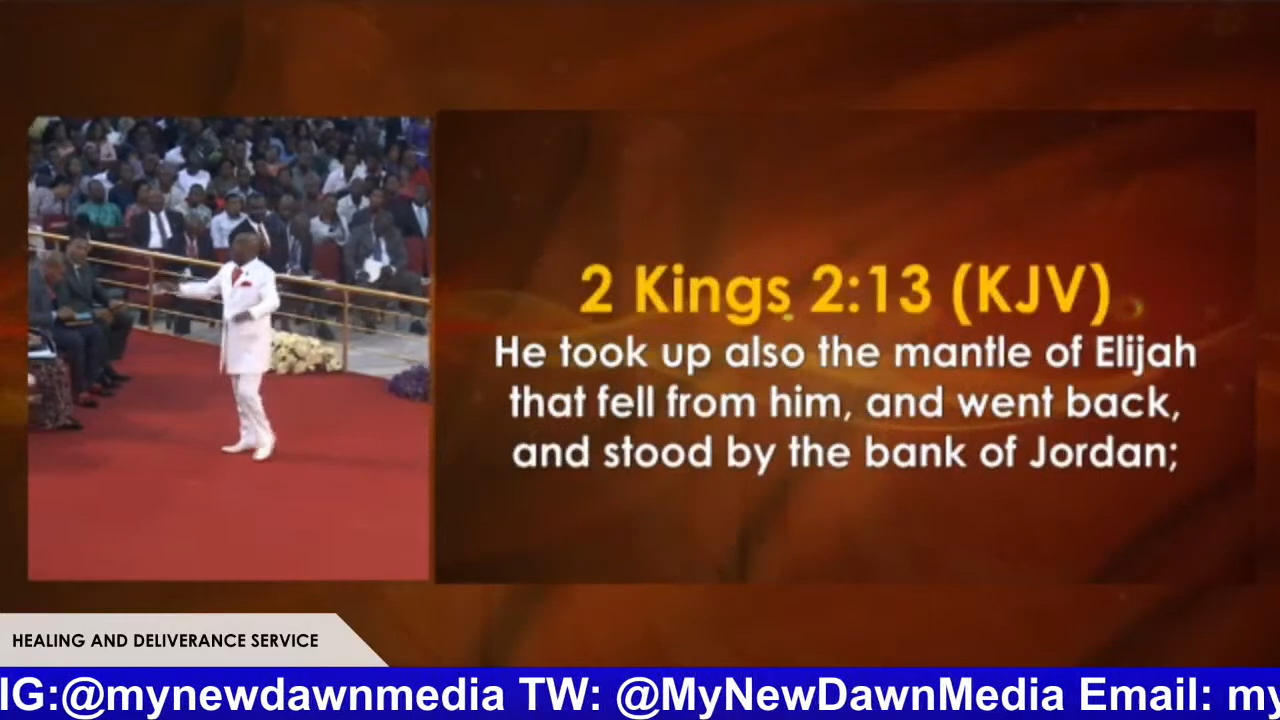 2 Kings 2:13 (KJV)
He took up also the mantle of Elijah
that fell from him, and went back,
and stood by the bank of Jordan;
HEALING AND DELIVERANCE SERVICE
IG:@mynewdawnmedia TW: @MyNewDawnMedia Email: my